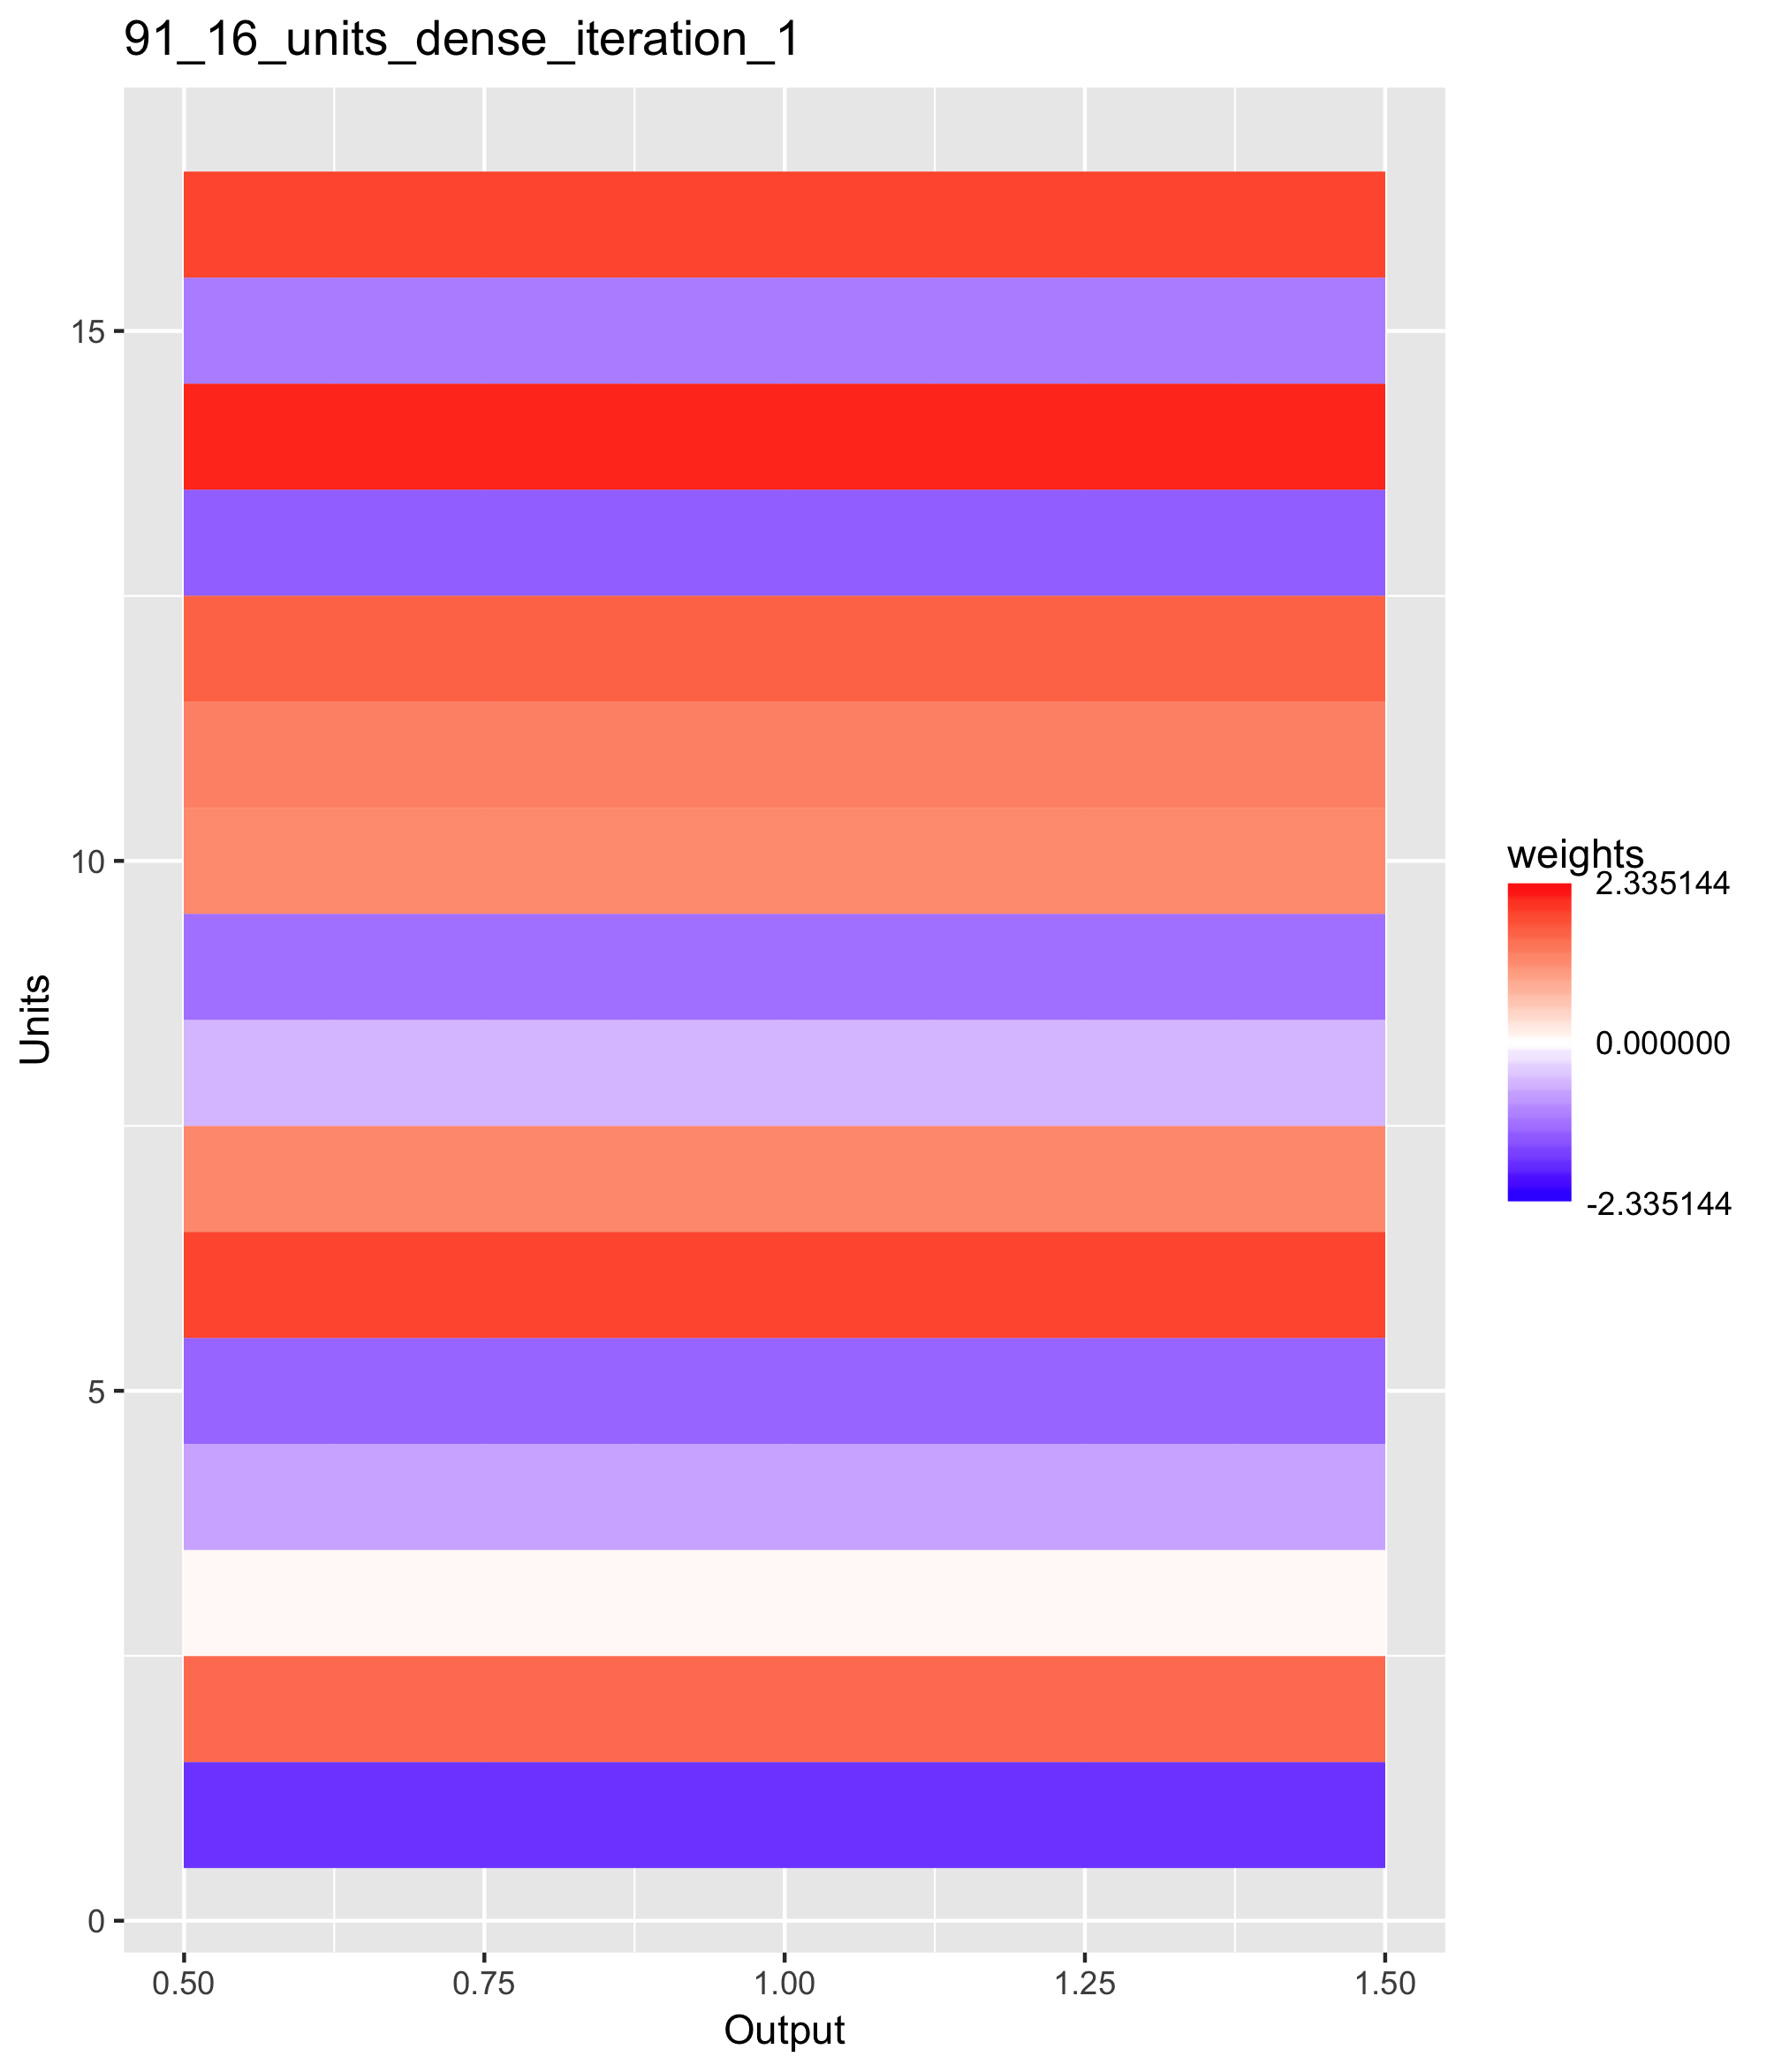 91_16_units_dense_iteration_1
15
10
5
0
Units
0.50 0.75 1.00 1.25 1.50
Output
weights
2.335144
0.000000
-2.335144